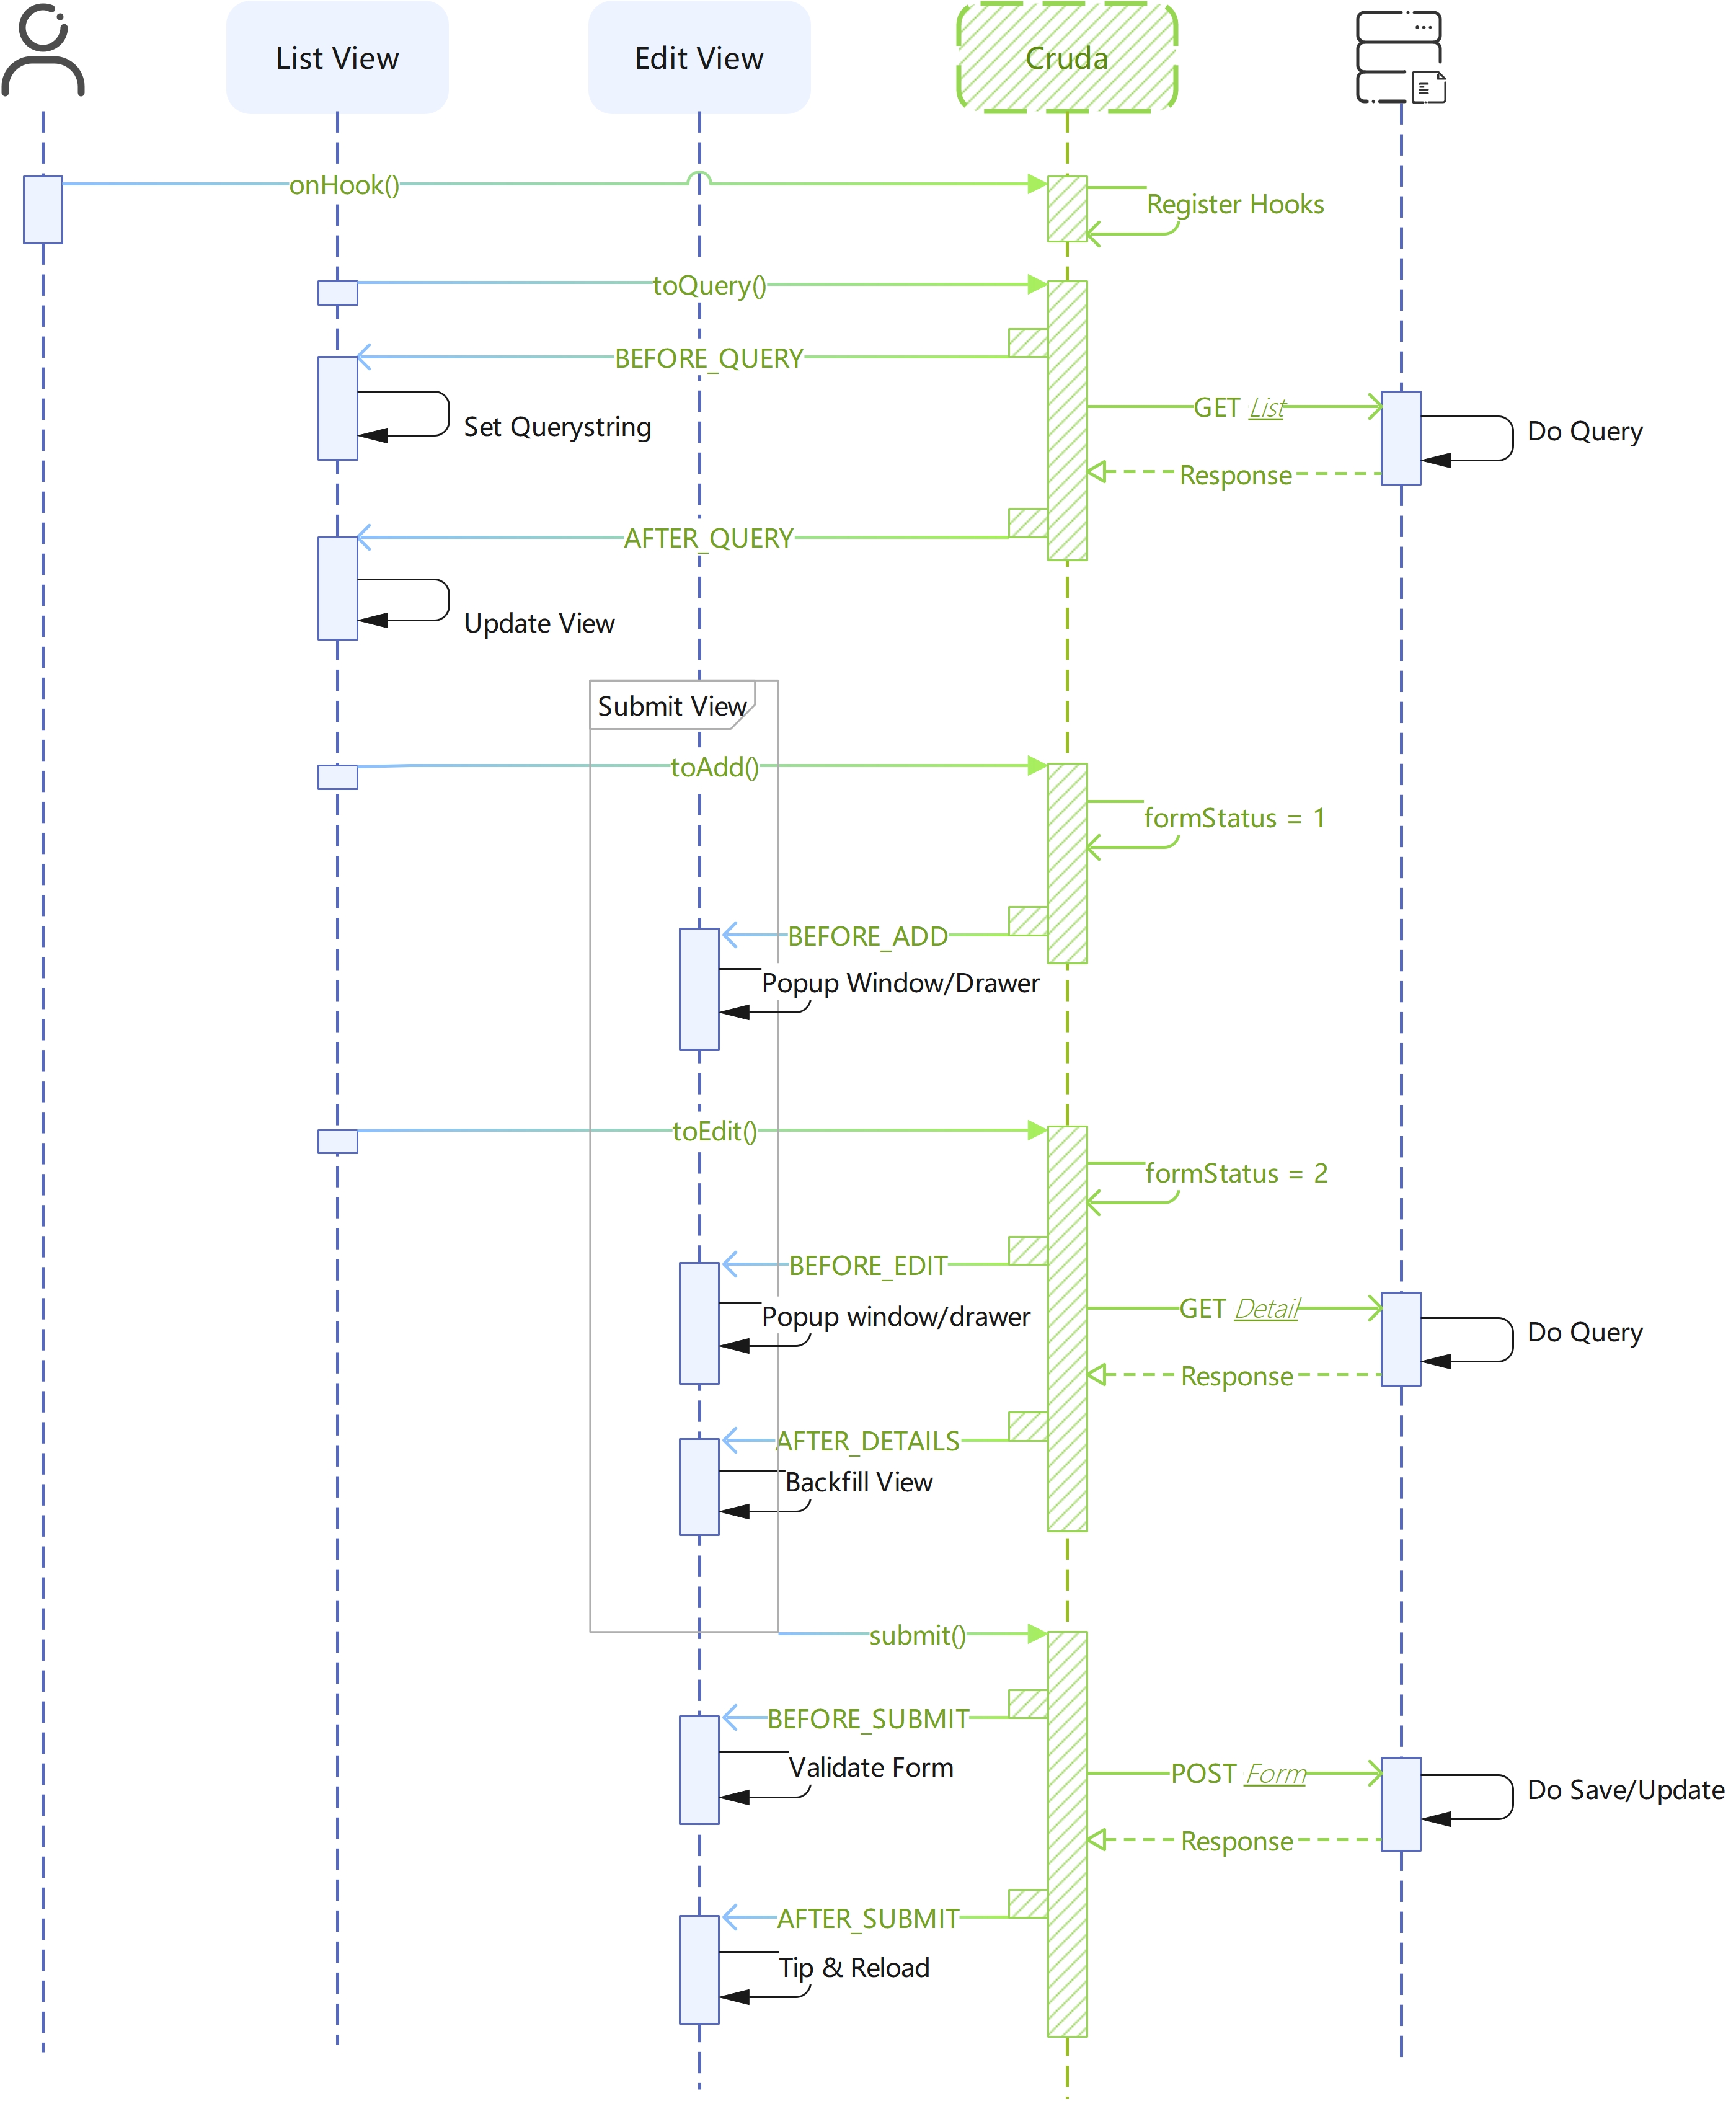 List View
Edit View
Cruda
onHook()
Register Hooks
toQuery()
BEFORE_QUERY
GET List
Set Querystring
Do Query
Response
AFTER_QUERY
Update View
Submit View
toAdd()
formStatus = 1
BEFORE_ADD
Popup Window/Drawer
toEdit()
formStatus = 2
BEFORE_EDIT
GET Detail
Popup window/drawer
Do Query
Response
AFTER_DETAILS
Backfill View
submit()
BEFORE_SUBMIT
Validate Form
POST Form
Do Save/Update
Response
AFTER_SUBMIT
Tip & Reload